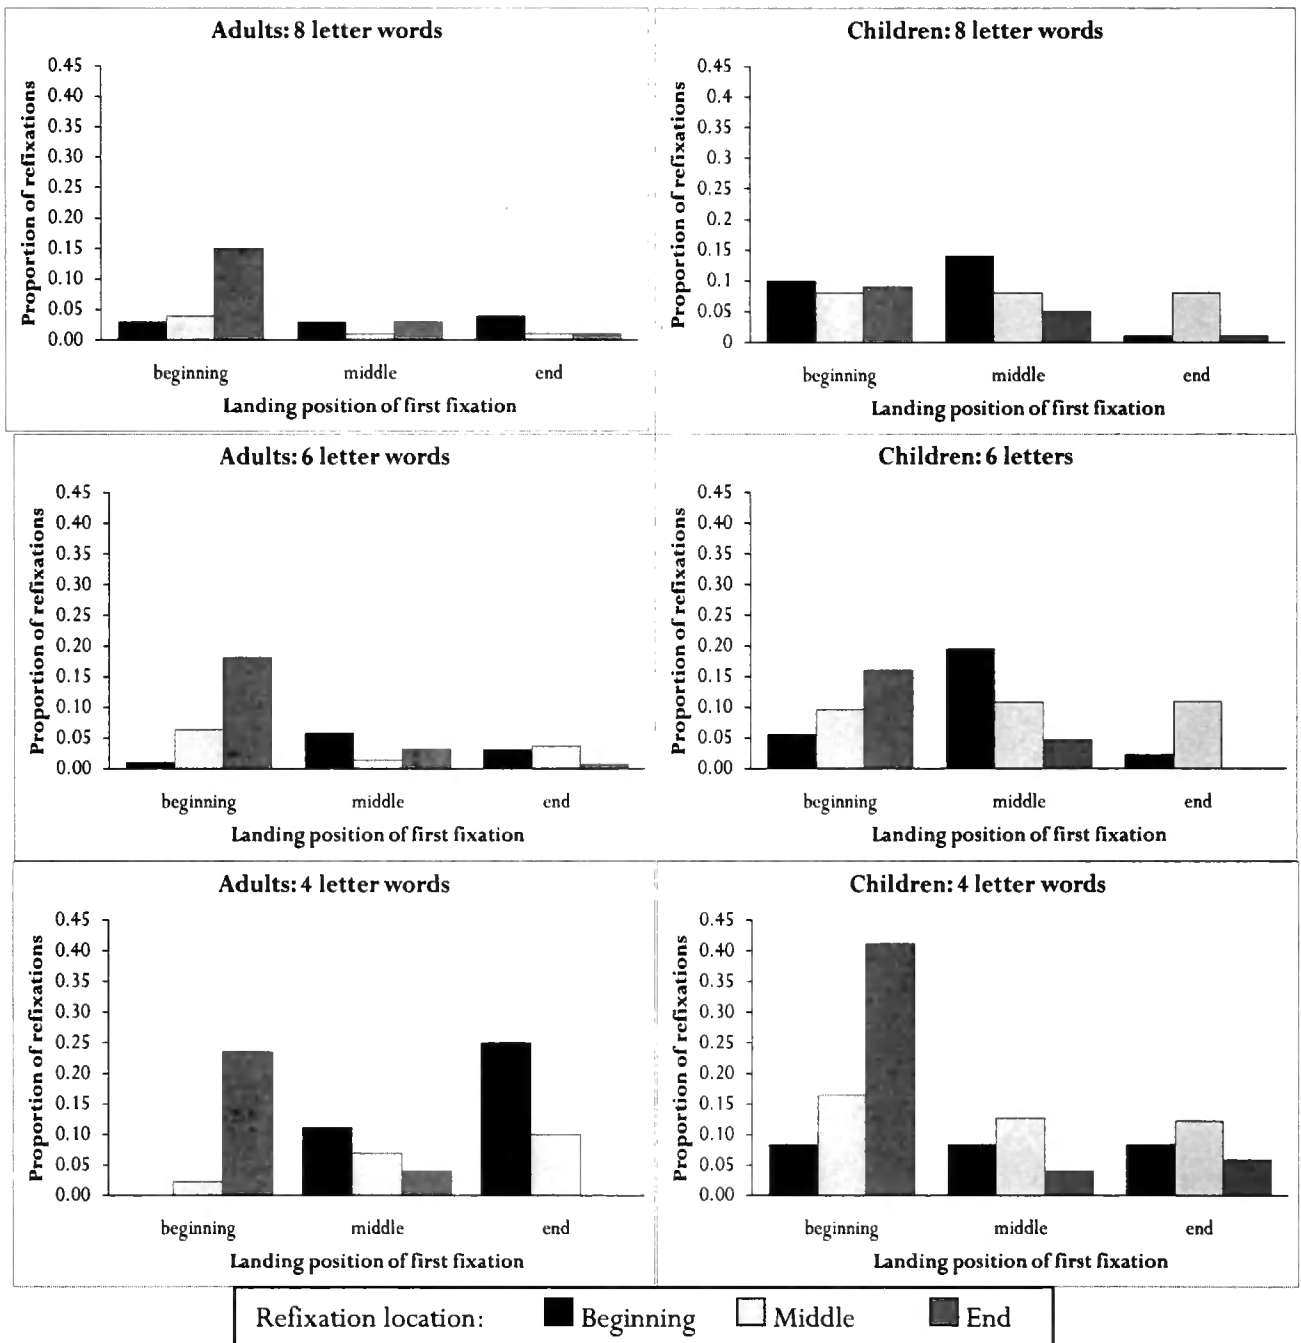 Adults: 8 letter words
Proportion of refixations
0.45
0.40
0.35
0.30
0.25
0.20
0.15
0.10
0.05
0.00
beginning middle end
Landing position of first fixation
Children: 8 letter words
Proportion of refixations
0.45
0.4
0.35
0.3
0.25
0.2
0.15
0.1
0.05
0
beginning middle end
Landing position of first fixation
Adults: 6 letter words
Proportion of refixations
0.45
0.40
0.35
0.30
0.25
0.20
0.15
0.10
0.05
0.00
beginning middle end
Landing position of first fixation
Children: 6 letters
Proportion of refixations
0.45
0.40
0.35
0.30
0.25
0.20
0.15
0.10
0.05
0.00
beginning middle end
Landing position of first fixation
Adults: 4 letter words
Proportion of refixations
0.45
0.40
0.35
0.30
0.25
0.20
0.15
0.10
0.05
0.00
beginning middle end
Landing position of first fixation
Children: 4 letter words
Proportion of refixations
0.45
0.40
0.35
0.30
0.25
0.20
0.15
0.10
0.05
0.00
beginning middle end
Landing position of first fixation
Refixation location: Beginning Middle End